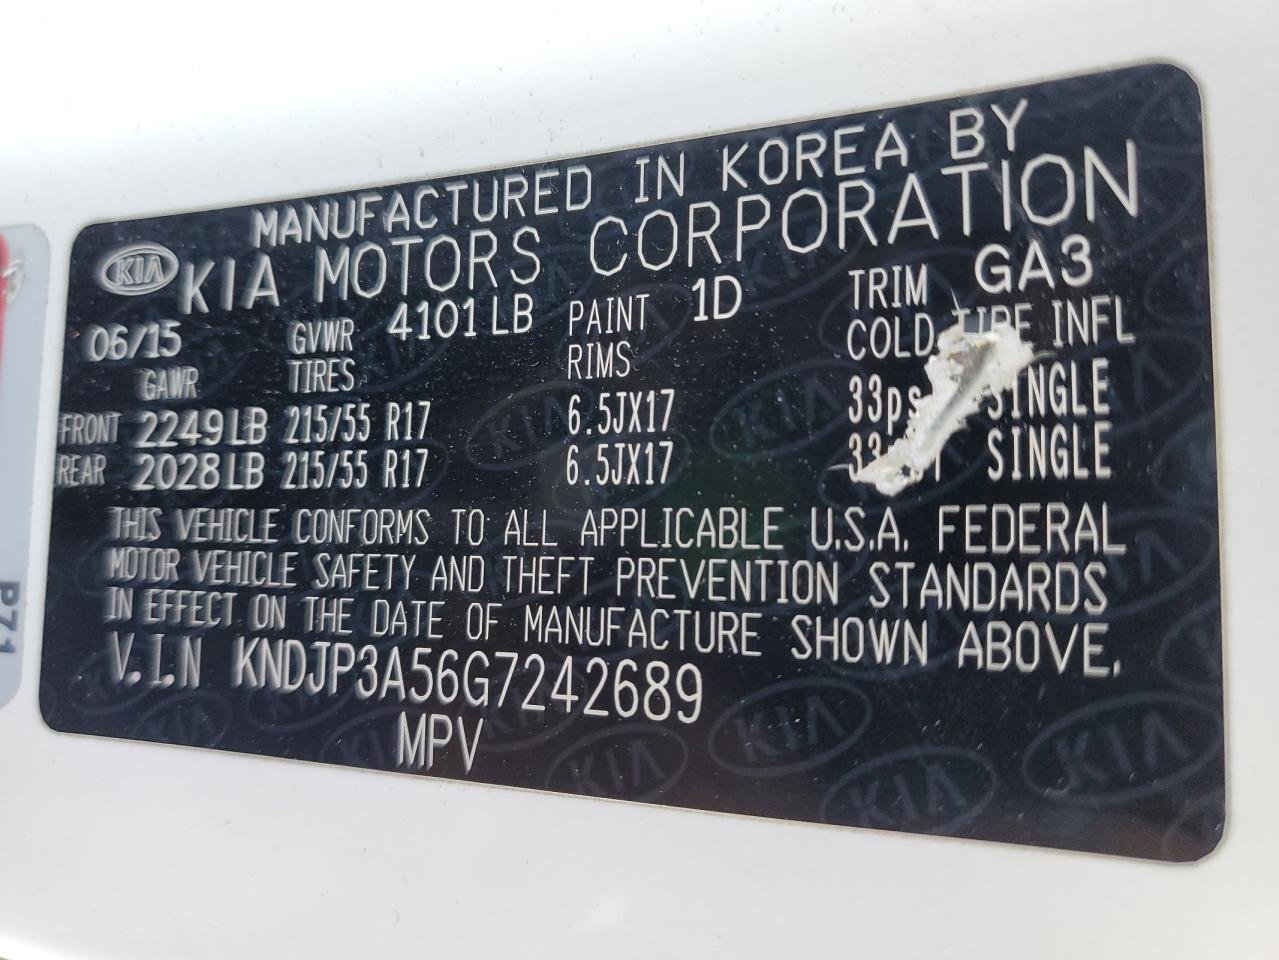 MANUFACTURED IN KOREA BY
KIA KIA MOTORS CORPORATION
06/15 GVWR 4101LB PAINT 1D TRIM GA3
GAWR TIRES RIMS COLD TIRE INFL
FRONT 2249LB 215/55 R17 6.5JX17 33psi SINGLE
REAR 2028LB 215/55 R17 6.5JX17 SINGLE
THIS VEHICLE CONFORMS TO ALL APPLICABLE U.S.A. FEDERAL
MOTOR VEHICLE SAFETY AND THEFT PREVENTION STANDARDS
IN EFFECT ON THE DATE OF MANUFACTURE SHOWN ABOVE.
V.I.N KNDJP3A56G7242689
MPV